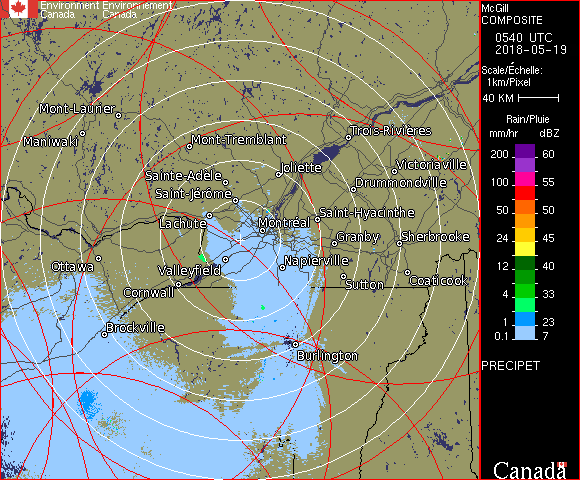 Environment Environnement
Canada Canada
Mont-Laurier
Maniwaki
Mont-Tremblant
Trois-Rivières
Sainte-Adèle
Joliette
Victoriaville
Saint-Jérôme
Drummondville
Lachute
Montréal
Saint-Hyacinthe
Granby
Sherbrooke
Ottawa
Valleyfield
Napierville
Cornwall
Sutton
Coaticook
Brockville
Burlington
McGill
COMPOSITE
0540 UTC
2018-05-19
Scale/Échelle:
1km/Pixel
40 KM
Rain/Pluie
mm/hr dBZ
200 60
57
100 55
50 50
24 45
12 40
4 33
1 23
0.1 7
PRECIPET
Canada